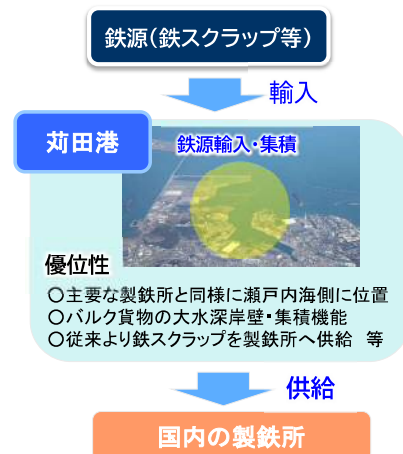 鉄源(鉄スクラップ等)
輸入
苅田港
鉄源輸入・集積
優位性
○主要な製鉄所と同様に瀬戸内海側に位置
○バルク貨物の大水深岸壁・集積機能
○従来より鉄スクラップを製鉄所へ供給　等
供給
国内の製鉄所